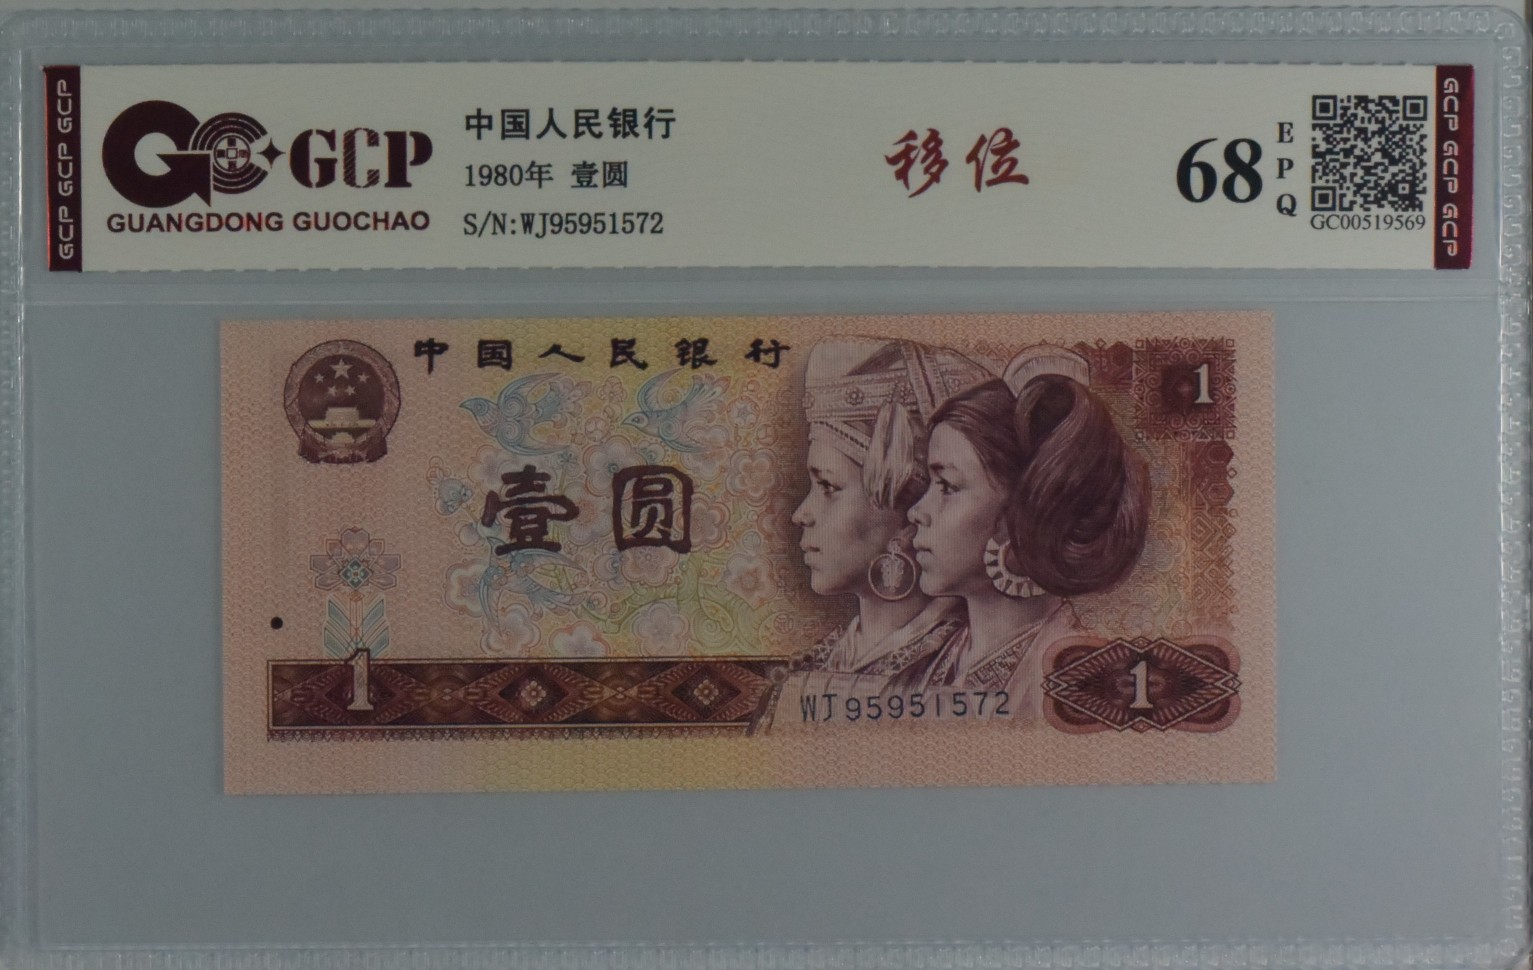 GCP GCP GCP
GCP
GUANGDONG GUOCHAO
中国人民银行
1980年 壹圆
S/N:WJ95951572
移位
68
EPQ
GC00519569
GCP GCP GCP
中国人民银行
1
壹圆
1
WJ95951572
1